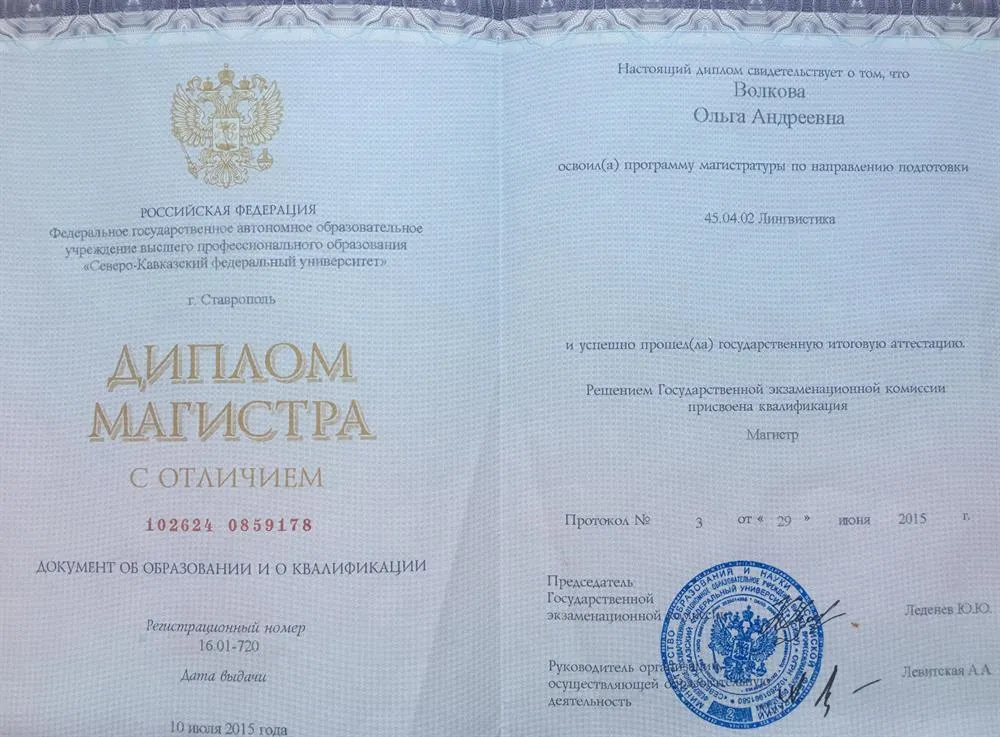 РОССИЙСКАЯ ФЕДЕРАЦИЯ
Федеральное государственное автономное образовательное
учреждение высшего профессионального образования
«Северо-Кавказский федеральный университет»
г. Ставрополь
ДИПЛОМ
МАГИСТРА
С ОТЛИЧИЕМ
102624 0859178
ДОКУМЕНТ ОБ ОБРАЗОВАНИИ И О КВАЛИФИКАЦИИ
Регистрационный номер
16.01-720
Дата выдачи
10 июля 2015 года
Настоящий диплом свидетельствует о том, что
Волкова
Ольга Андреевна
освоил(а) программу магистратуры по направлению подготовки
45.04.02 Лингвистика
и успешно прошел(ла) государственную итоговую аттестацию.
Решением Государственной экзаменационной комиссии
присвоена квалификация
Магистр
Протокол № 3 от « 29 » июня 2015 г.
Председатель
Государственной
экзаменационной
Леденев Ю.Ю.
Руководитель
осуществляющей образовательную
деятельность
Левитская А.А.